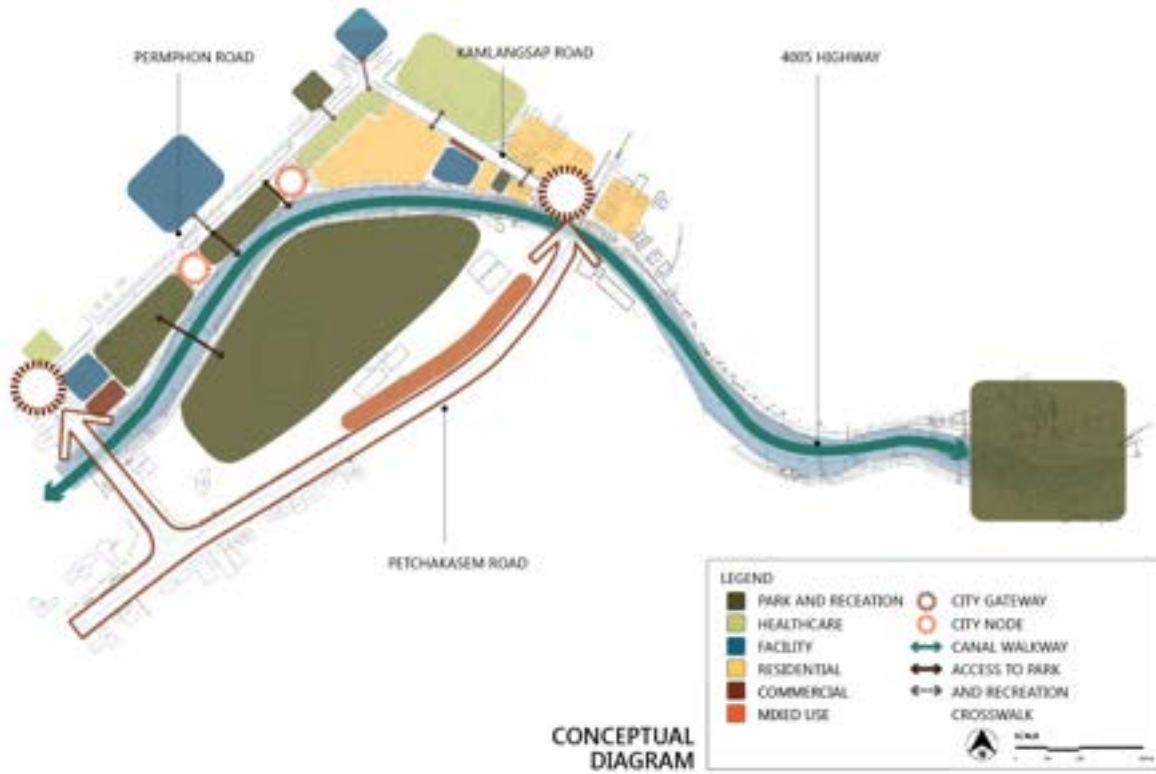 PERMPHON ROAD
KAMLANGSAP ROAD
4005 HIGHWAY
PETCHAKASEM ROAD
CONCEPTUAL
DIAGRAM
LEGEND
PARK AND RECEATION
HEALTHCARE
FACILITY
RESIDENTIAL
COMMERCIAL
MIXED USE
CITY GATEWAY
CITY NODE
CANAL WALKWAY
ACCESS TO PARK
AND RECREATION
CROSSWALK
SCALE